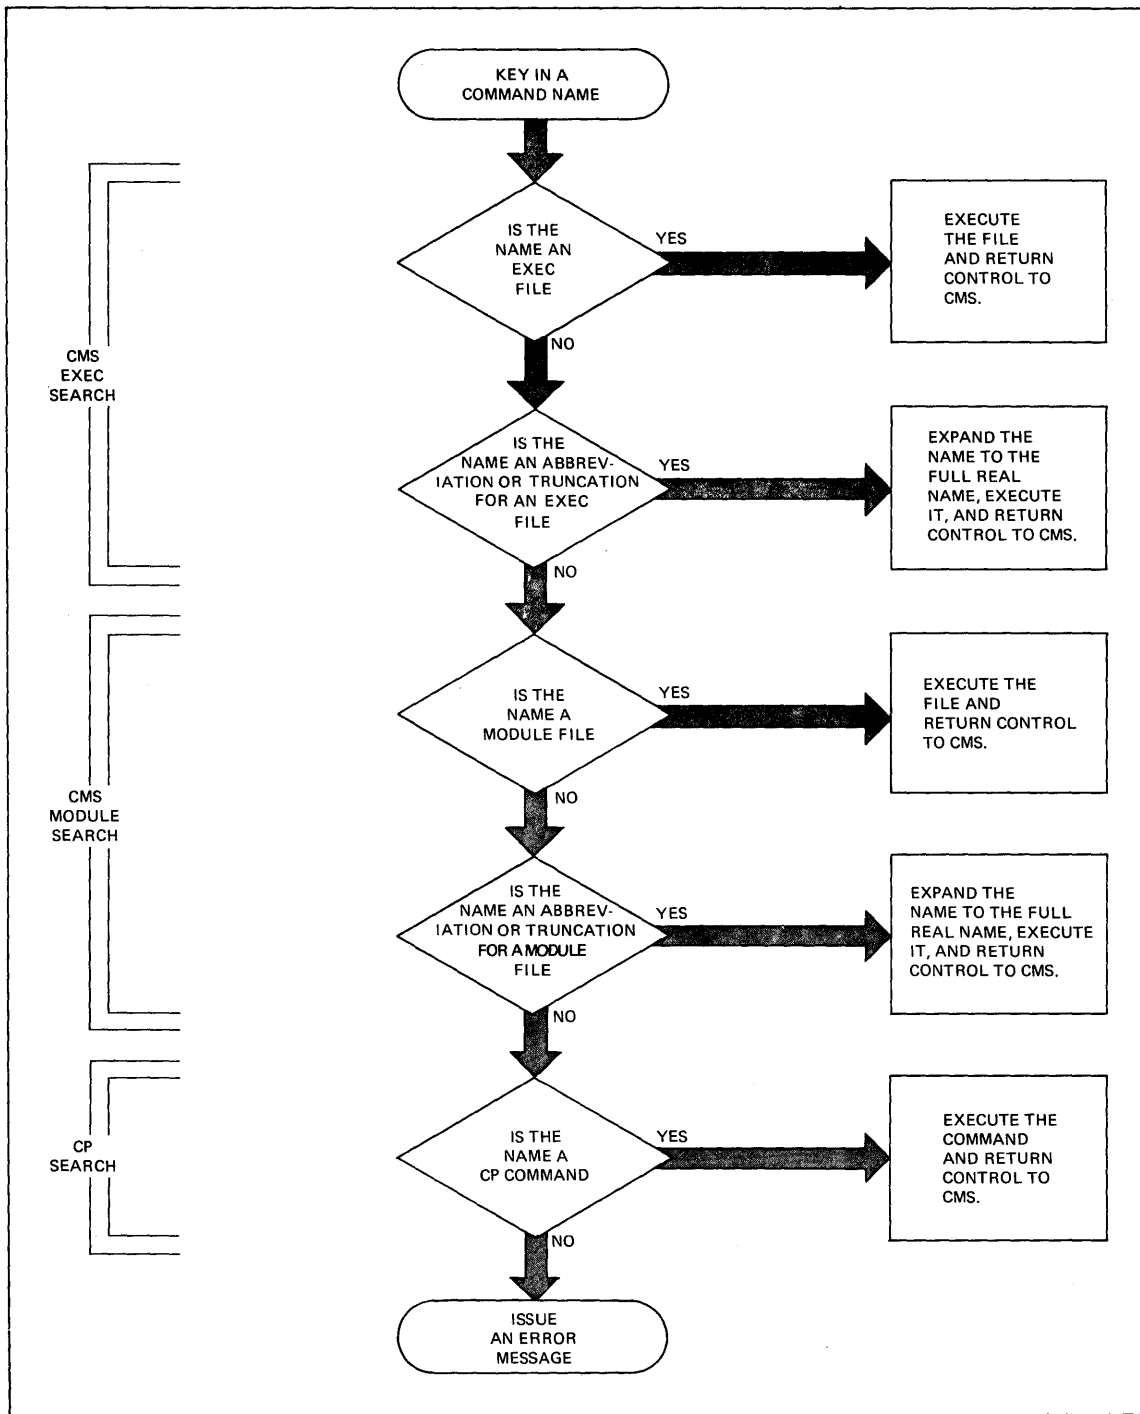 KEY IN A
COMMAND NAME
IS THE
NAME AN
EXEC
FILE
YES
EXECUTE
THE FILE
AND RETURN
CONTROL TO
CMS.
NO
CMS
EXEC
SEARCH
IS THE
NAME AN ABBREV-
IATION OR TRUNCATION
FOR AN EXEC
FILE
YES
EXPAND THE
NAME TO THE
FULL REAL
NAME, EXECUTE
IT, AND RETURN
CONTROL TO CMS.
NO
IS THE
NAME A
MODULE FILE
YES
EXECUTE THE
FILE AND
RETURN CONTROL
TO CMS.
NO
CMS
MODULE
SEARCH
IS THE
NAME AN ABBREV-
IATION OR TRUNCATION
FOR A MODULE
FILE
YES
EXPAND THE
NAME TO THE FULL
REAL NAME, EXECUTE
IT, AND RETURN
CONTROL TO CMS.
NO
CP
SEARCH
IS THE
NAME A
CP COMMAND
YES
EXECUTE THE
COMMAND
AND RETURN
CONTROL TO
CMS.
NO
ISSUE
AN ERROR
MESSAGE